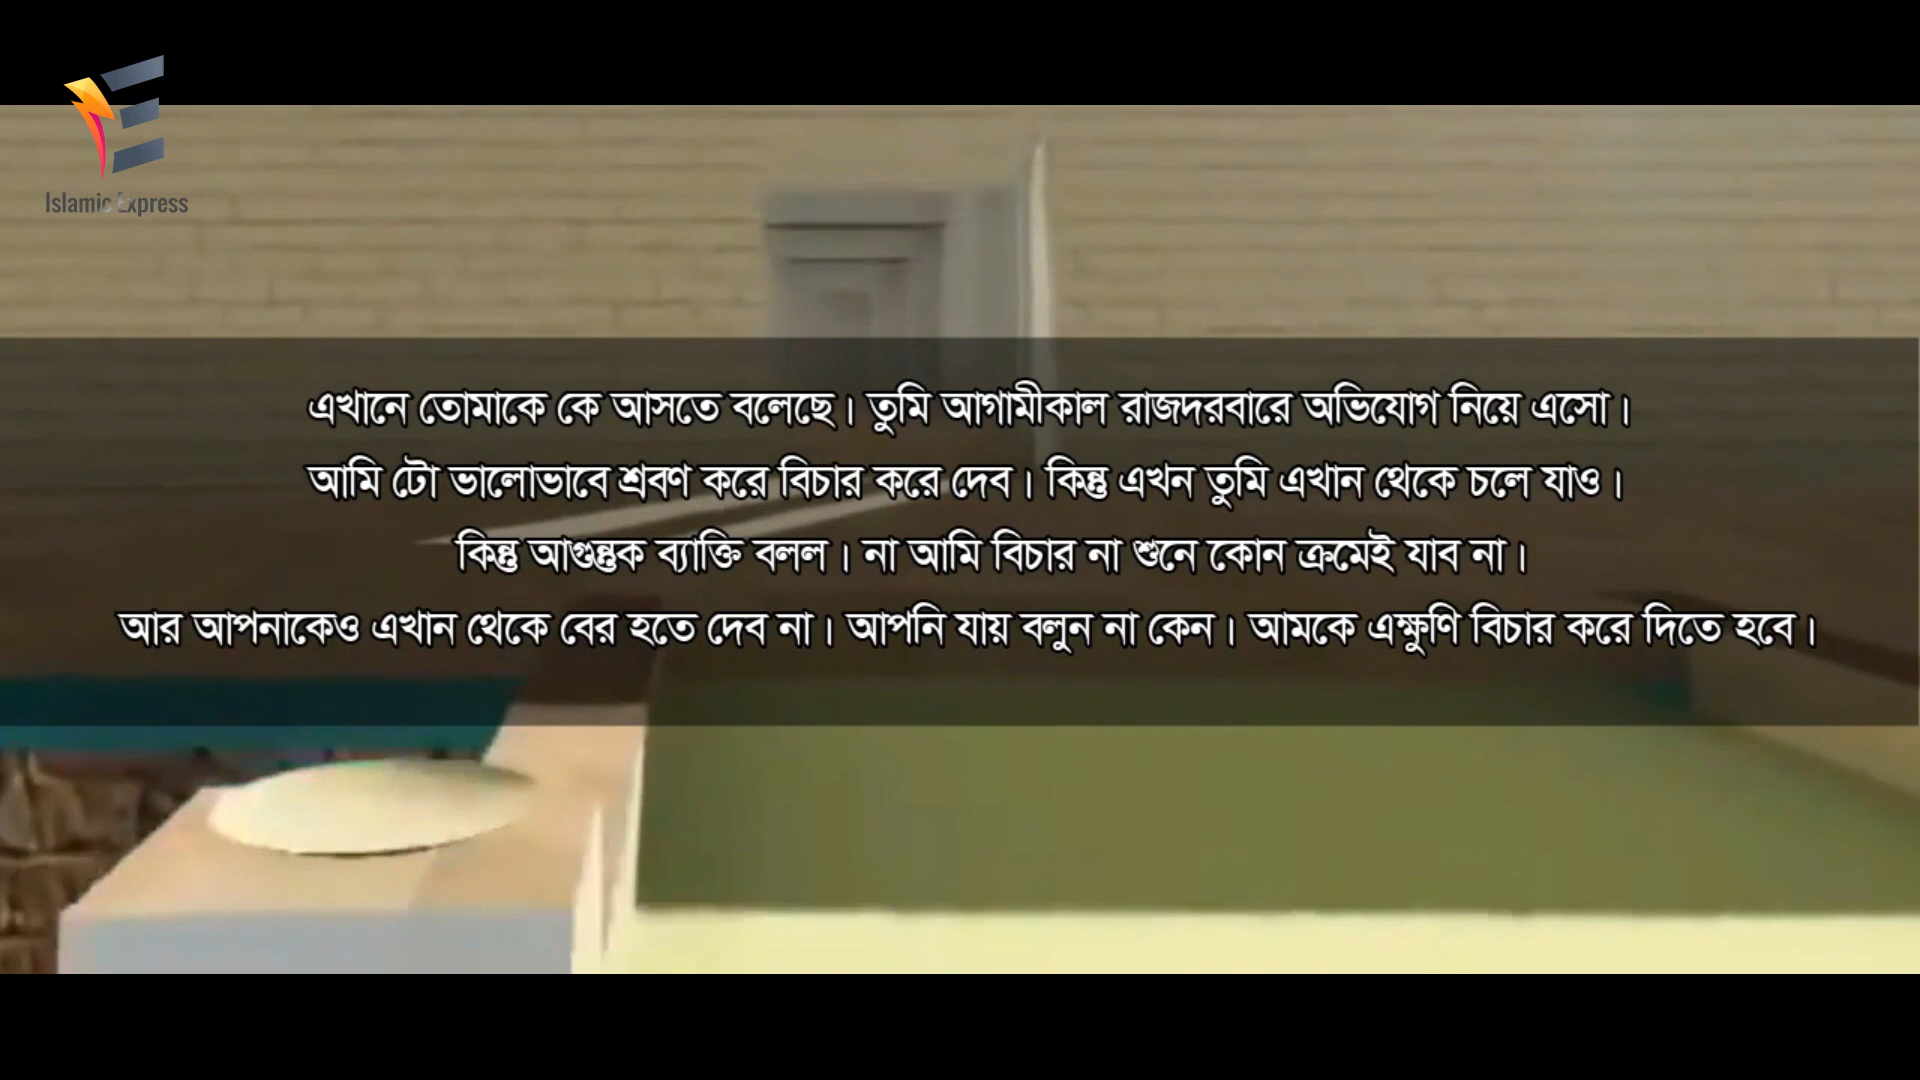 Islamic Express
এখানে তোমাকে কে আসতে বলেছে। তুমি আগামীকাল রাজদরবারে অভিযোগ নিয়ে এসো।
আমি টো ভালোভাবে শ্রবণ করে বিচার করে দেব। কিন্তু এখন তুমি এখান থেকে চলে যাও।
কিন্তু আগুন্তুক ব্যাক্তি বলল। না আমি বিচার না শুনে কোন ক্রমেই যাব না।
আর আপনাকেও এখান থেকে বের হতে দেব না। আপনি যায় বলুন না কেন। আমকে এক্ষুণি বিচার করে দিতে হবে।